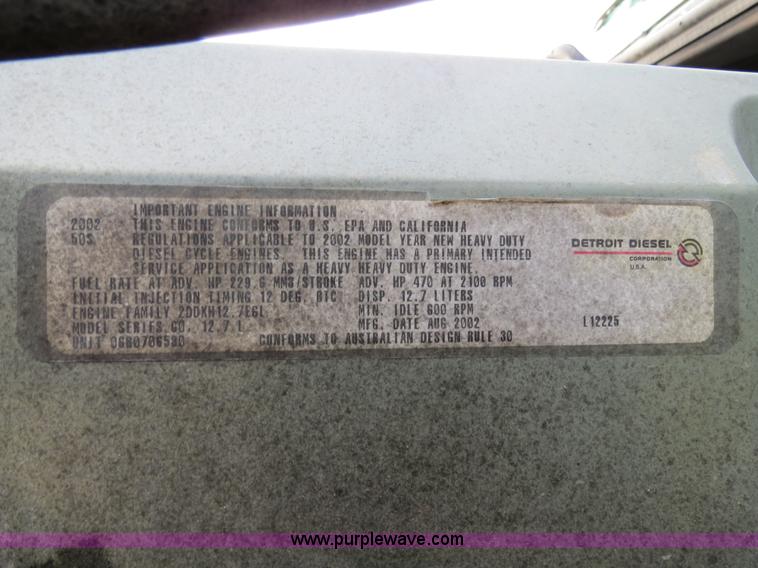 IMPORTANT ENGINE INFORMATION
2002 THIS ENGINE CONFORMS TO U.S. EPA AND CALIFORNIA
50S REGULATIONS APPLICABLE TO 2002 MODEL YEAR NEW HEAVY DUTY
DIESEL CYCLE ENGINES. THIS ENGINE HAS A PRIMARY INTENDED
SERVICE APPLICATION AS A HEAVY HEAVY DUTY ENGINE.
FUEL RATE AT ADV. HP 229.6 MM3/STROKE ADV. HP 470 AT 2100 RPM
INITIAL INJECTION TIMING 12 DEG. BTC DISP. 12.7 LITERS
ENGINE FAMILY 2DDXH12.7EGL MIN. IDLE 600 RPM
MODEL SERIES 60, 12.7 L MFG. DATE AUG 2002
UNIT 06R0706590 CONFORMS TO AUSTRALIAN DESIGN RULE 30
DETROIT DIESEL
CORPORATION
U.S.A.
L12225
www.purplewave.com